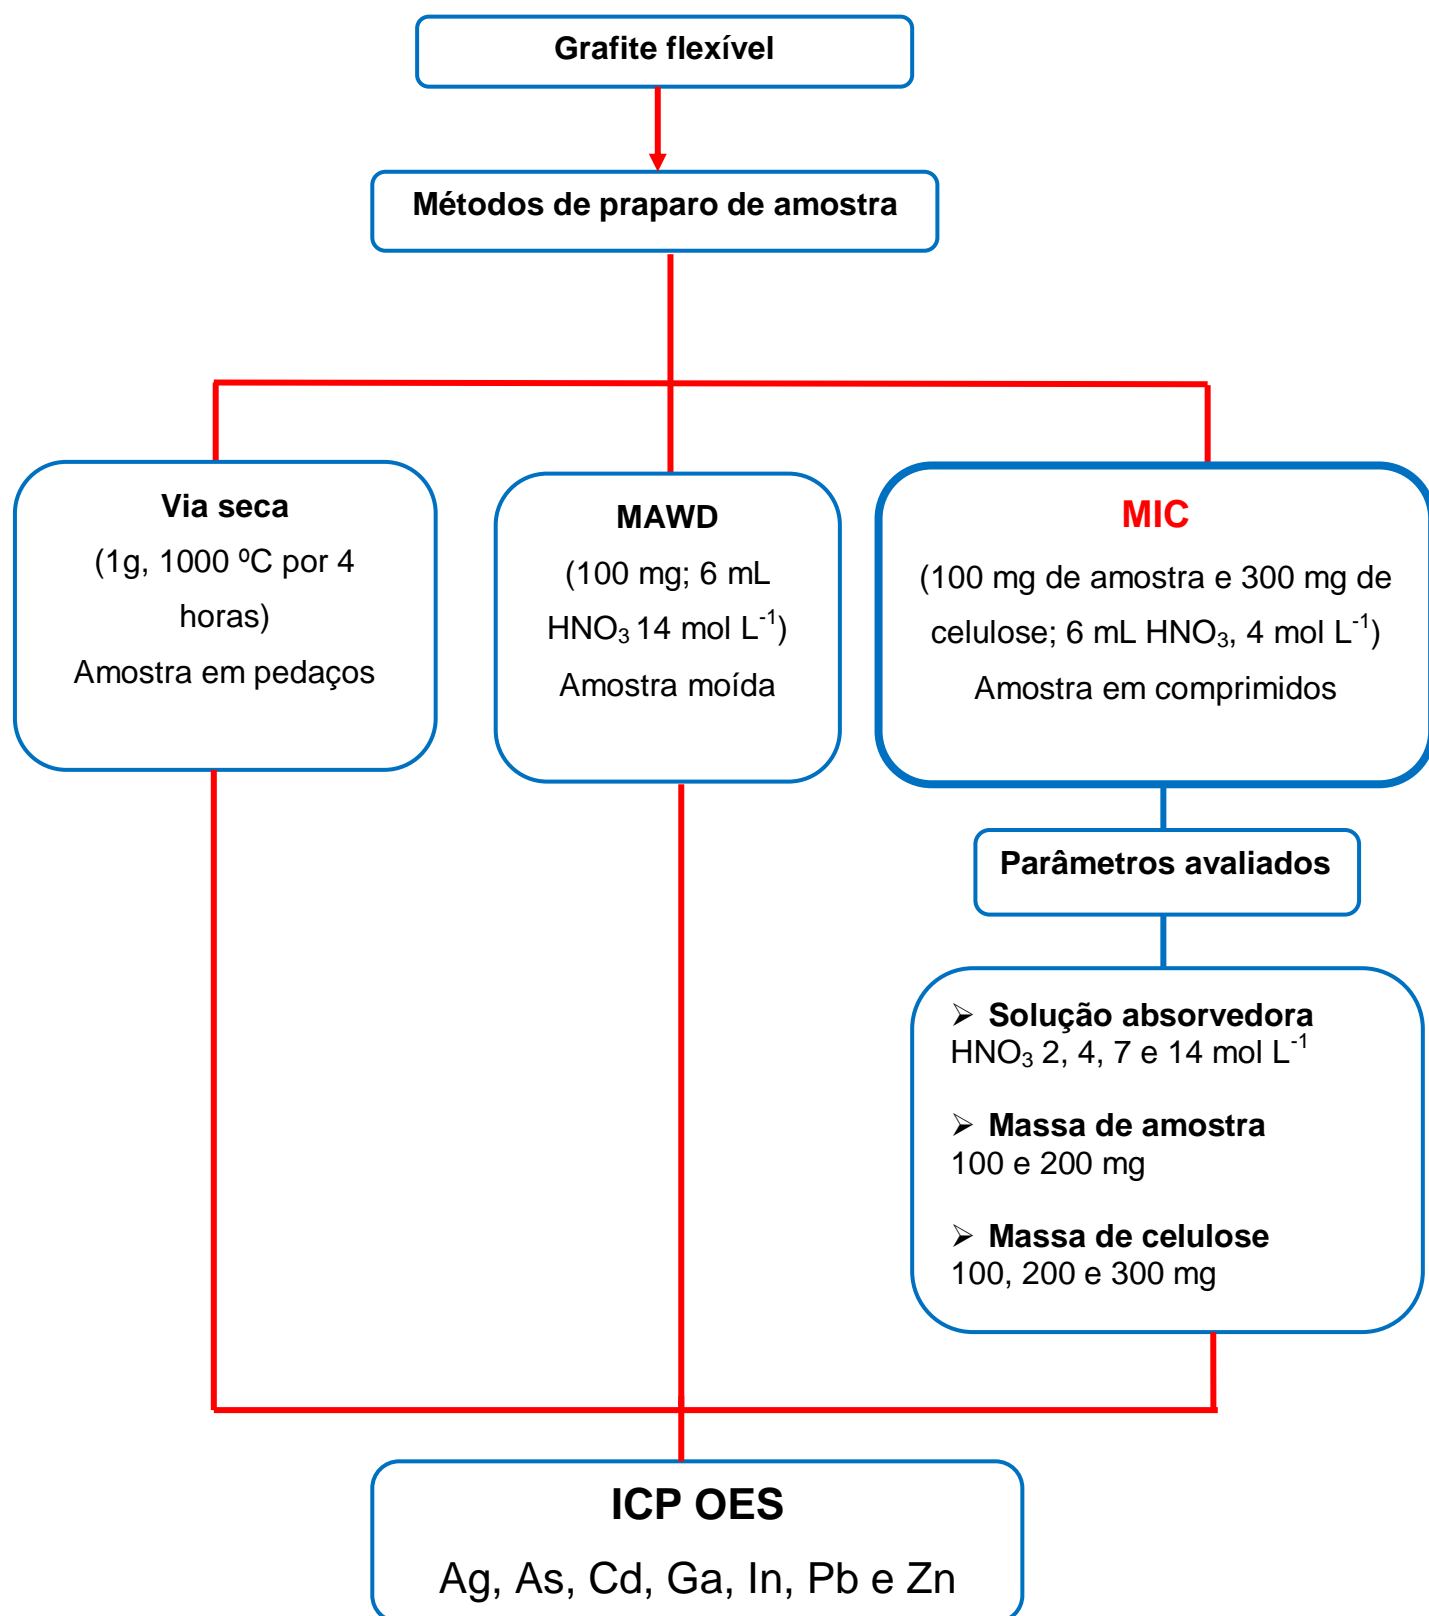 Grafite flexível
Métodos de praparo de amostra
Via seca
(1g, 1000 ºC por 4
horas)
Amostra em pedaços
MAWD
(100 mg; 6 mL
HNO₃ 14 mol L⁻¹)
Amostra moída
MIC
(100 mg de amostra e 300 mg de
celulose; 6 mL HNO₃, 4 mol L⁻¹)
Amostra em comprimidos
Parâmetros avaliados
➢ Solução absorvedora
HNO₃ 2, 4, 7 e 14 mol L⁻¹
➢ Massa de amostra
100 e 200 mg
➢ Massa de celulose
100, 200 e 300 mg
ICP OES
Ag, As, Cd, Ga, In, Pb e Zn